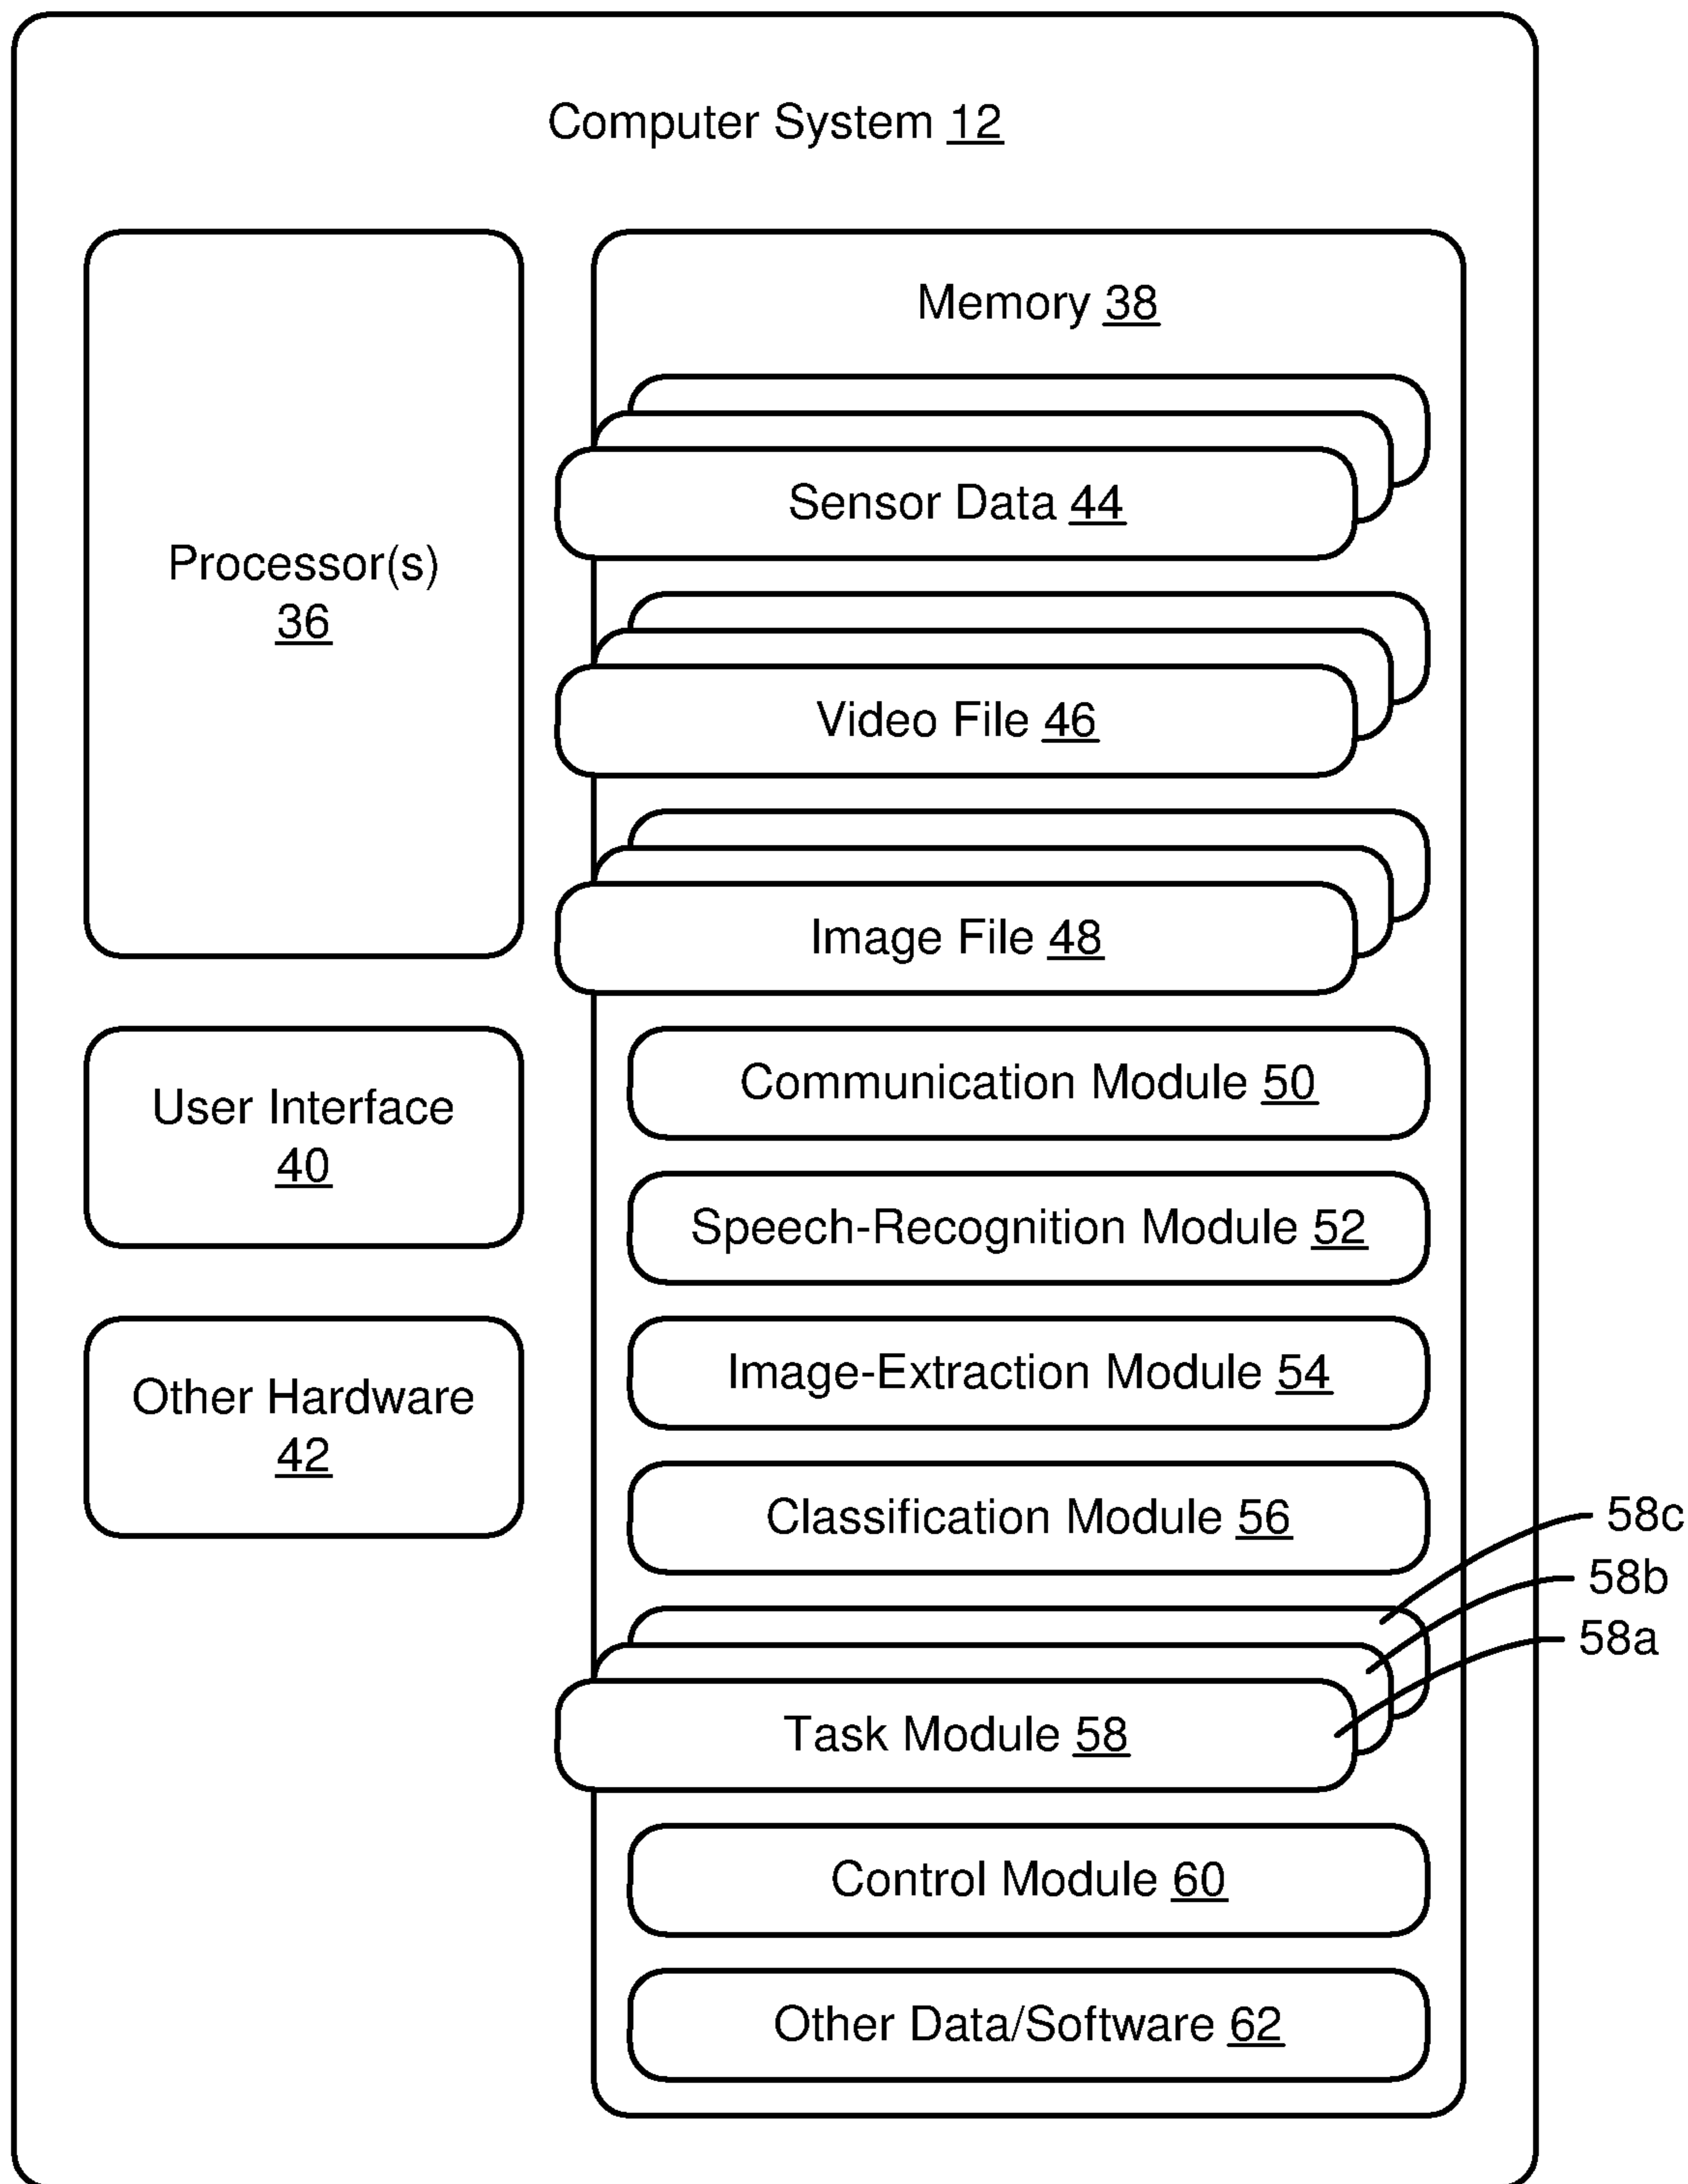 Computer System 12
Processor(s)
36
User Interface
40
Other Hardware
42
Memory 38
Sensor Data 44
Video File 46
Image File 48
Communication Module 50
Speech-Recognition Module 52
Image-Extraction Module 54
Classification Module 56
58c
58b
58a
Task Module 58
Control Module 60
Other Data/Software 62